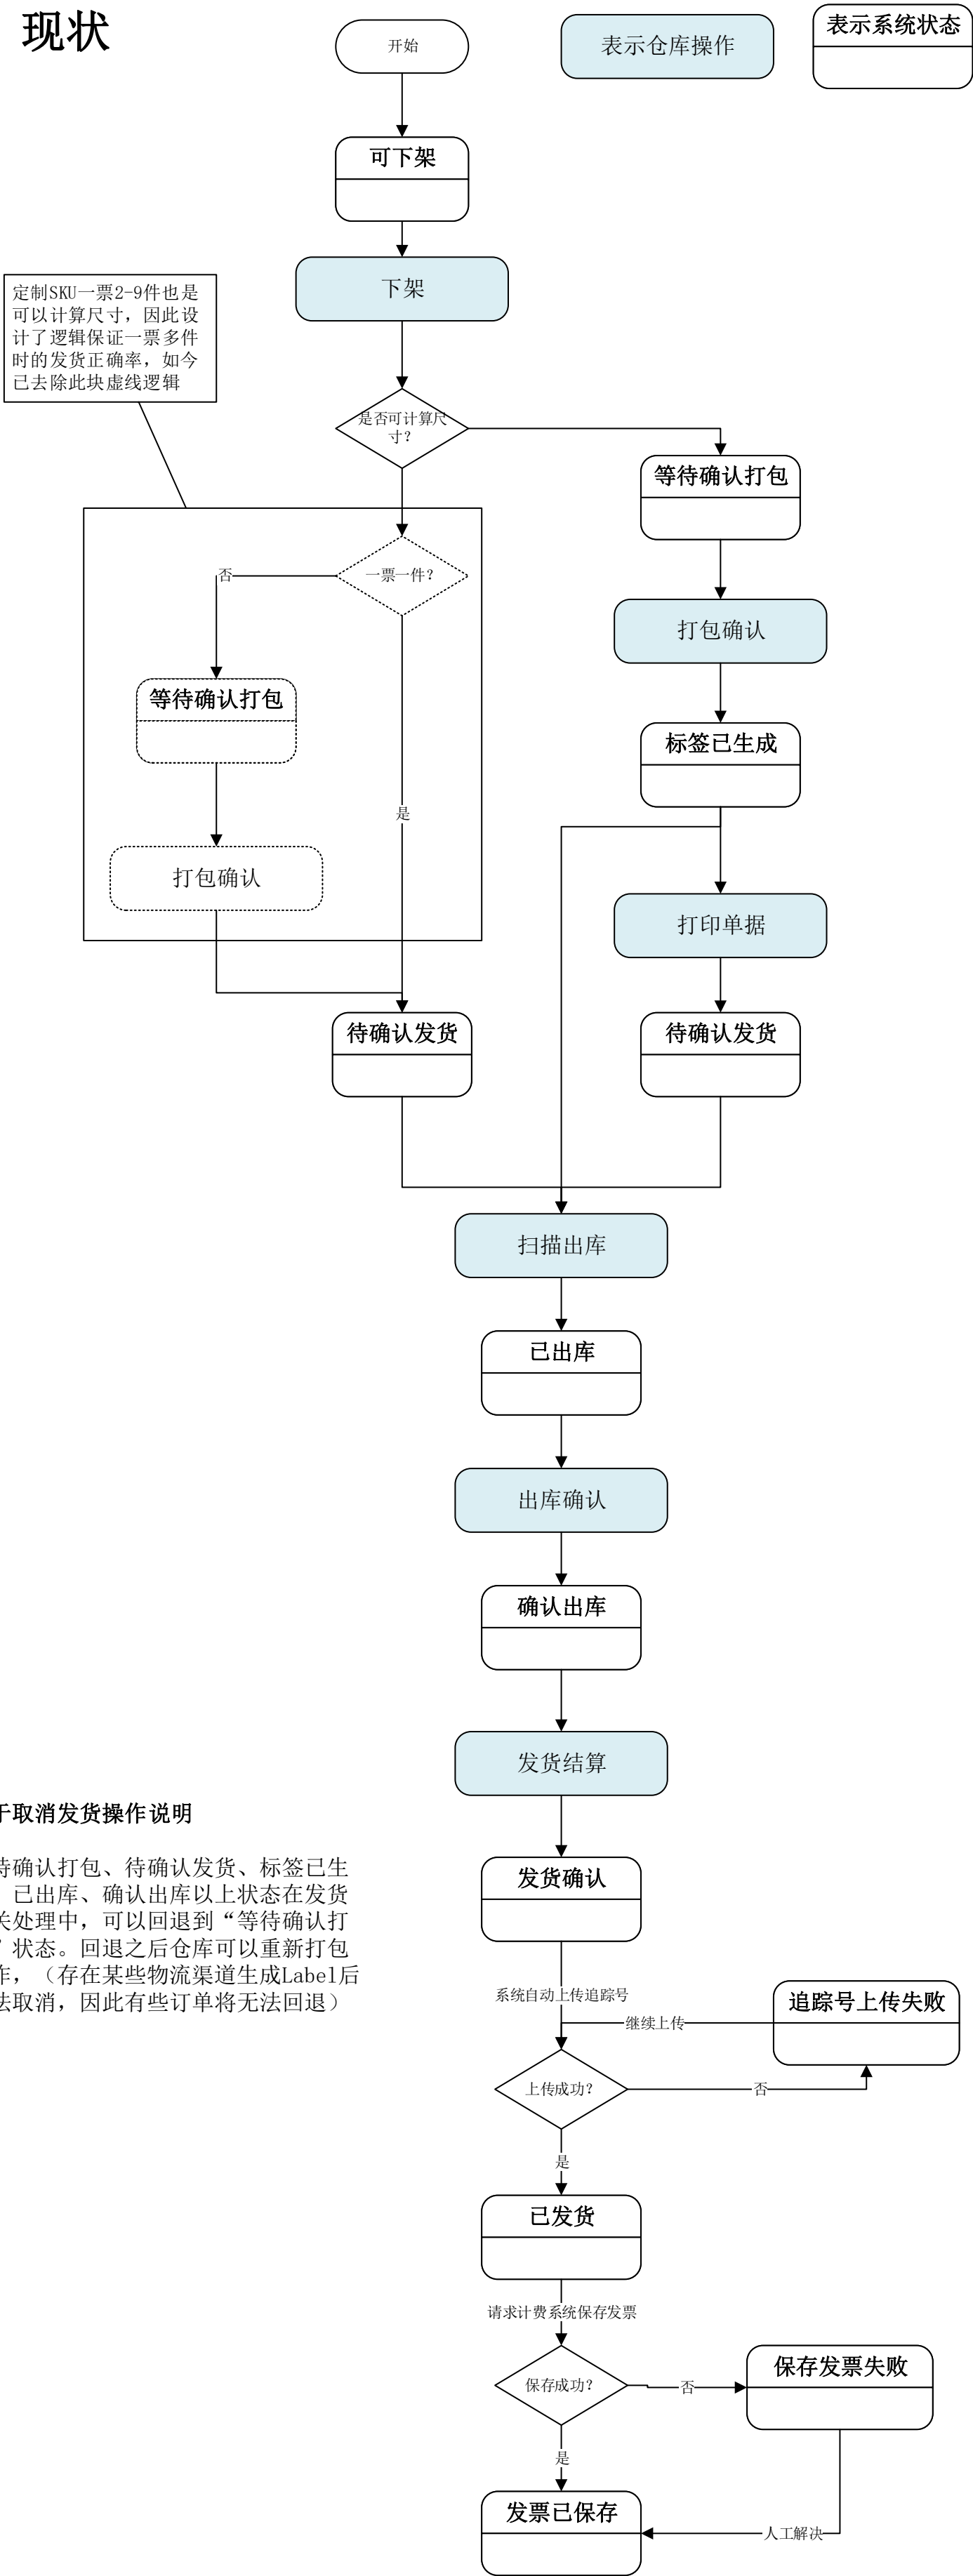 现状
开始
表示仓库操作
表示系统状态
可下架
下架
定制SKU一票2-9件也是
可以计算尺寸，因此设
计了逻辑保证一票多件
时的发货正确率，如今
已去除此块虚线逻辑
是否可计算尺
寸？
等待确认打包
一票一件？
否
打包确认
等待确认打包
标签已生成
是
打包确认
打印单据
待确认发货
待确认发货
扫描出库
已出库
出库确认
确认出库
发货结算
于取消发货操作说明
待确认打包、待确认发货、标签已生
已出库、确认出库以上状态在发货
关处理中，可以回退到“等待确认打
”状态。回退之后仓库可以重新打包
作，（存在某些物流渠道生成Label后
法取消，因此有些订单将无法回退）
发货确认
系统自动上传追踪号
追踪号上传失败
继续上传
上传成功？
否
是
已发货
请求计费系统保存发票
保存发票失败
保存成功？
否
是
发票已保存
人工解决